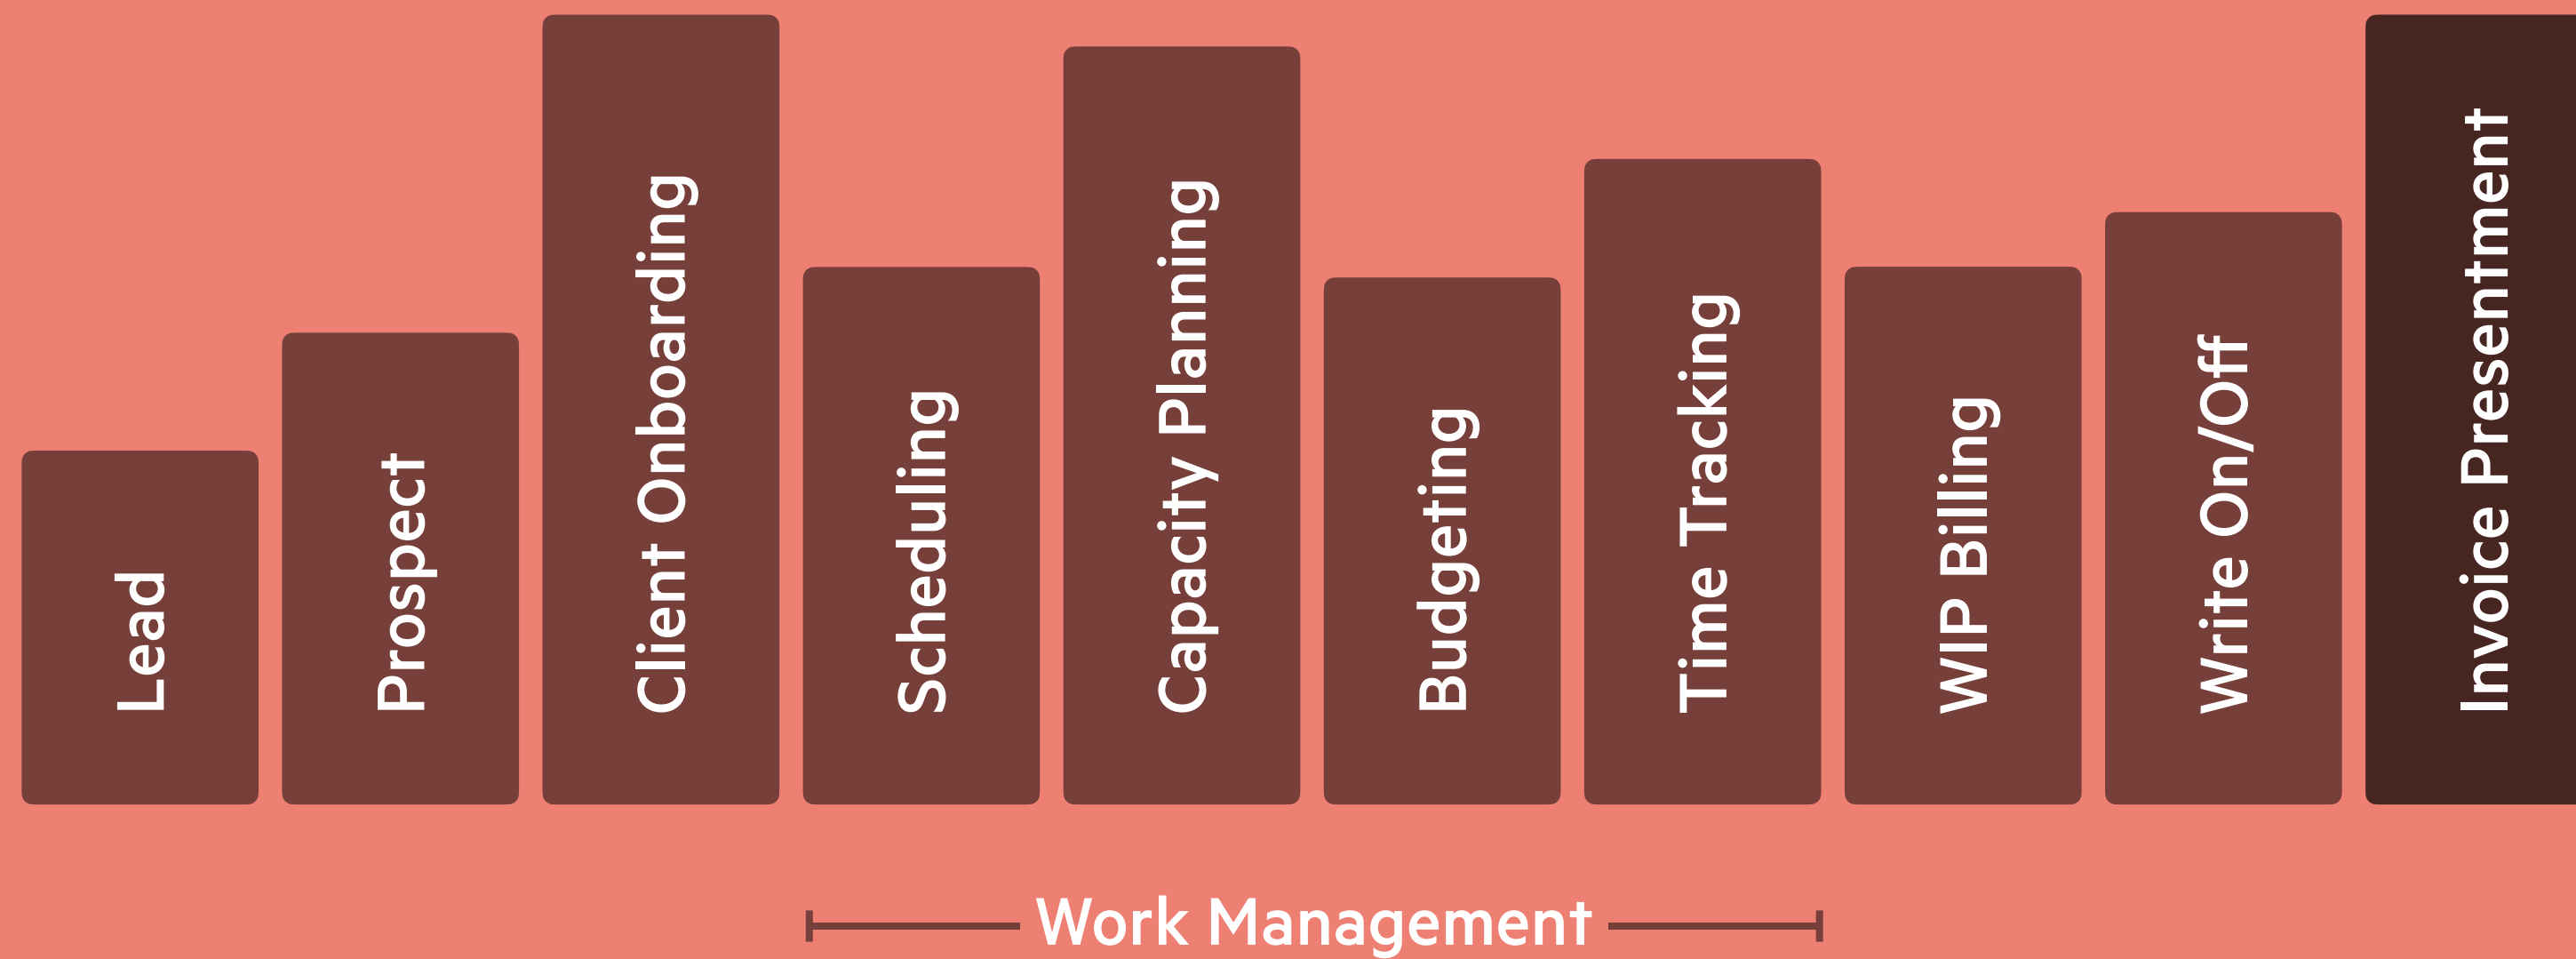 Lead
Prospect
Client Onboarding
Scheduling
Capacity Planning
Budgeting
Time Tracking
WIP Billing
Write On/Off
Invoice Presentment
Work Management